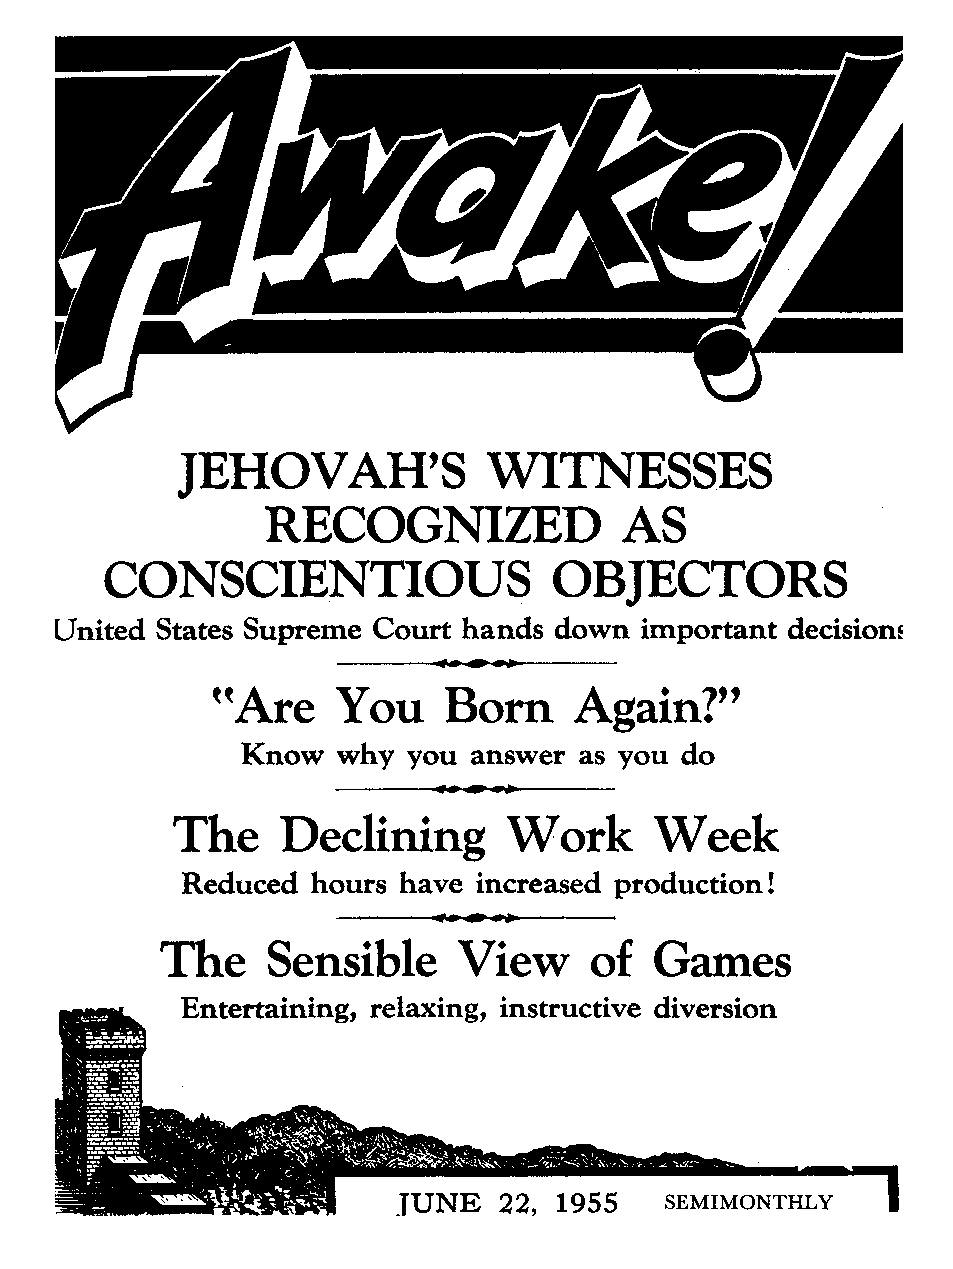 Awake!
JEHOVAH'S WITNESSES
RECOGNIZED AS
CONSCIENTIOUS OBJECTORS
United States Supreme Court hands down important decisions
"Are You Born Again?"
Know why you answer as you do
The Declining Work Week
Reduced hours have increased production!
The Sensible View of Games
Entertaining, relaxing, instructive diversion
JUNE 22, 1955 SEMIMONTHLY